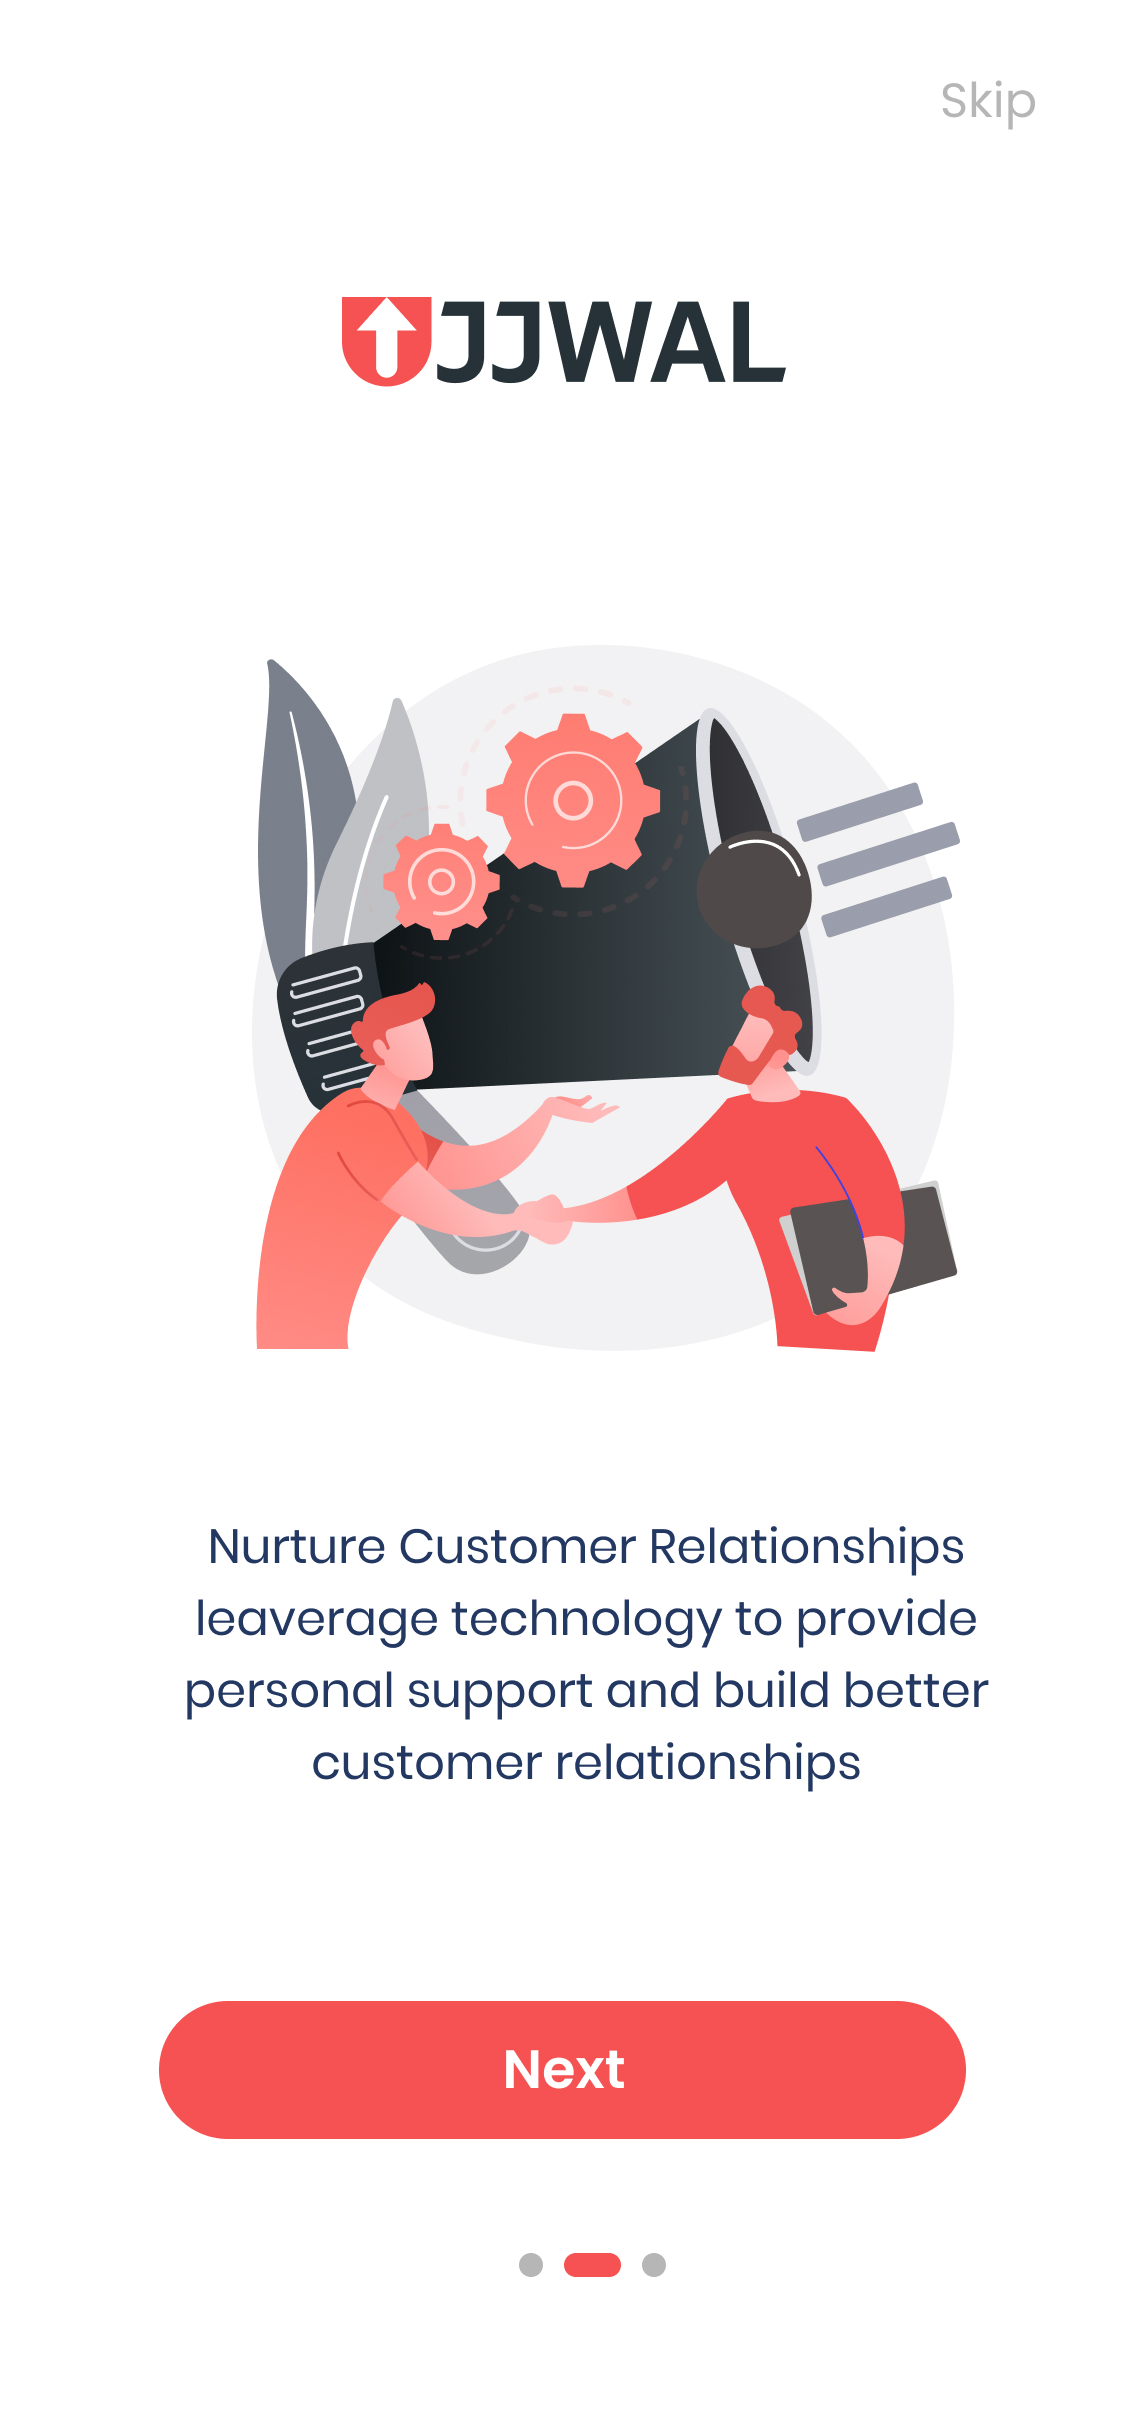 Skip
UJJWAL
Nurture Customer Relationships
leaverage technology to provide
personal support and build better
customer relationships
Next